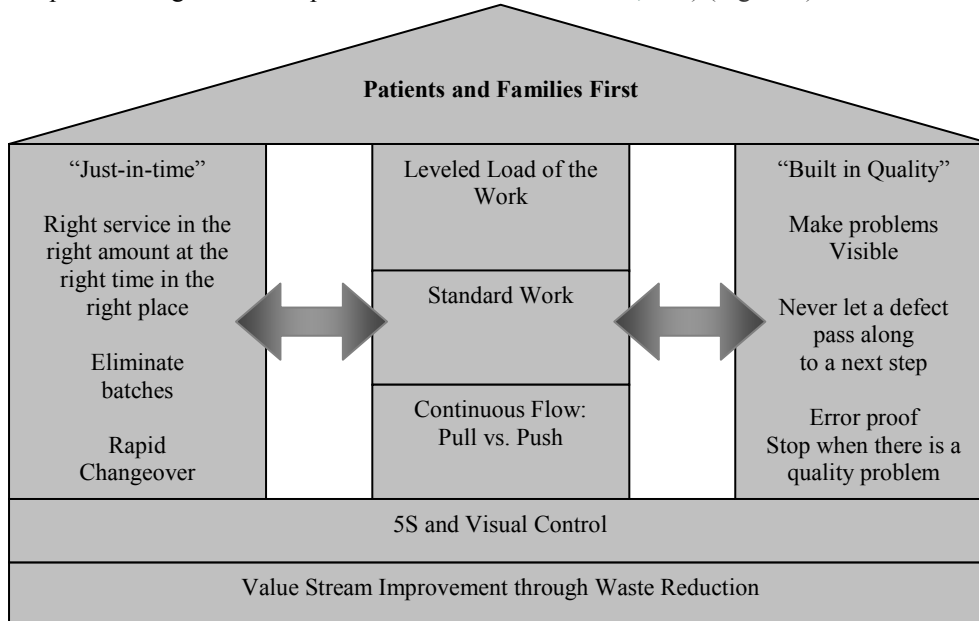 Patients and Families First
“Just-in-time”
Right service in the
right amount at the
right time in the
right place
Eliminate
batches
Rapid
Changeover
Leveled Load of the
Work
Standard Work
Continuous Flow:
Pull vs. Push
“Built in Quality”
Make problems
Visible
Never let a defect
pass along
to a next step
Error proof
Stop when there is a
quality problem
5S and Visual Control
Value Stream Improvement through Waste Reduction